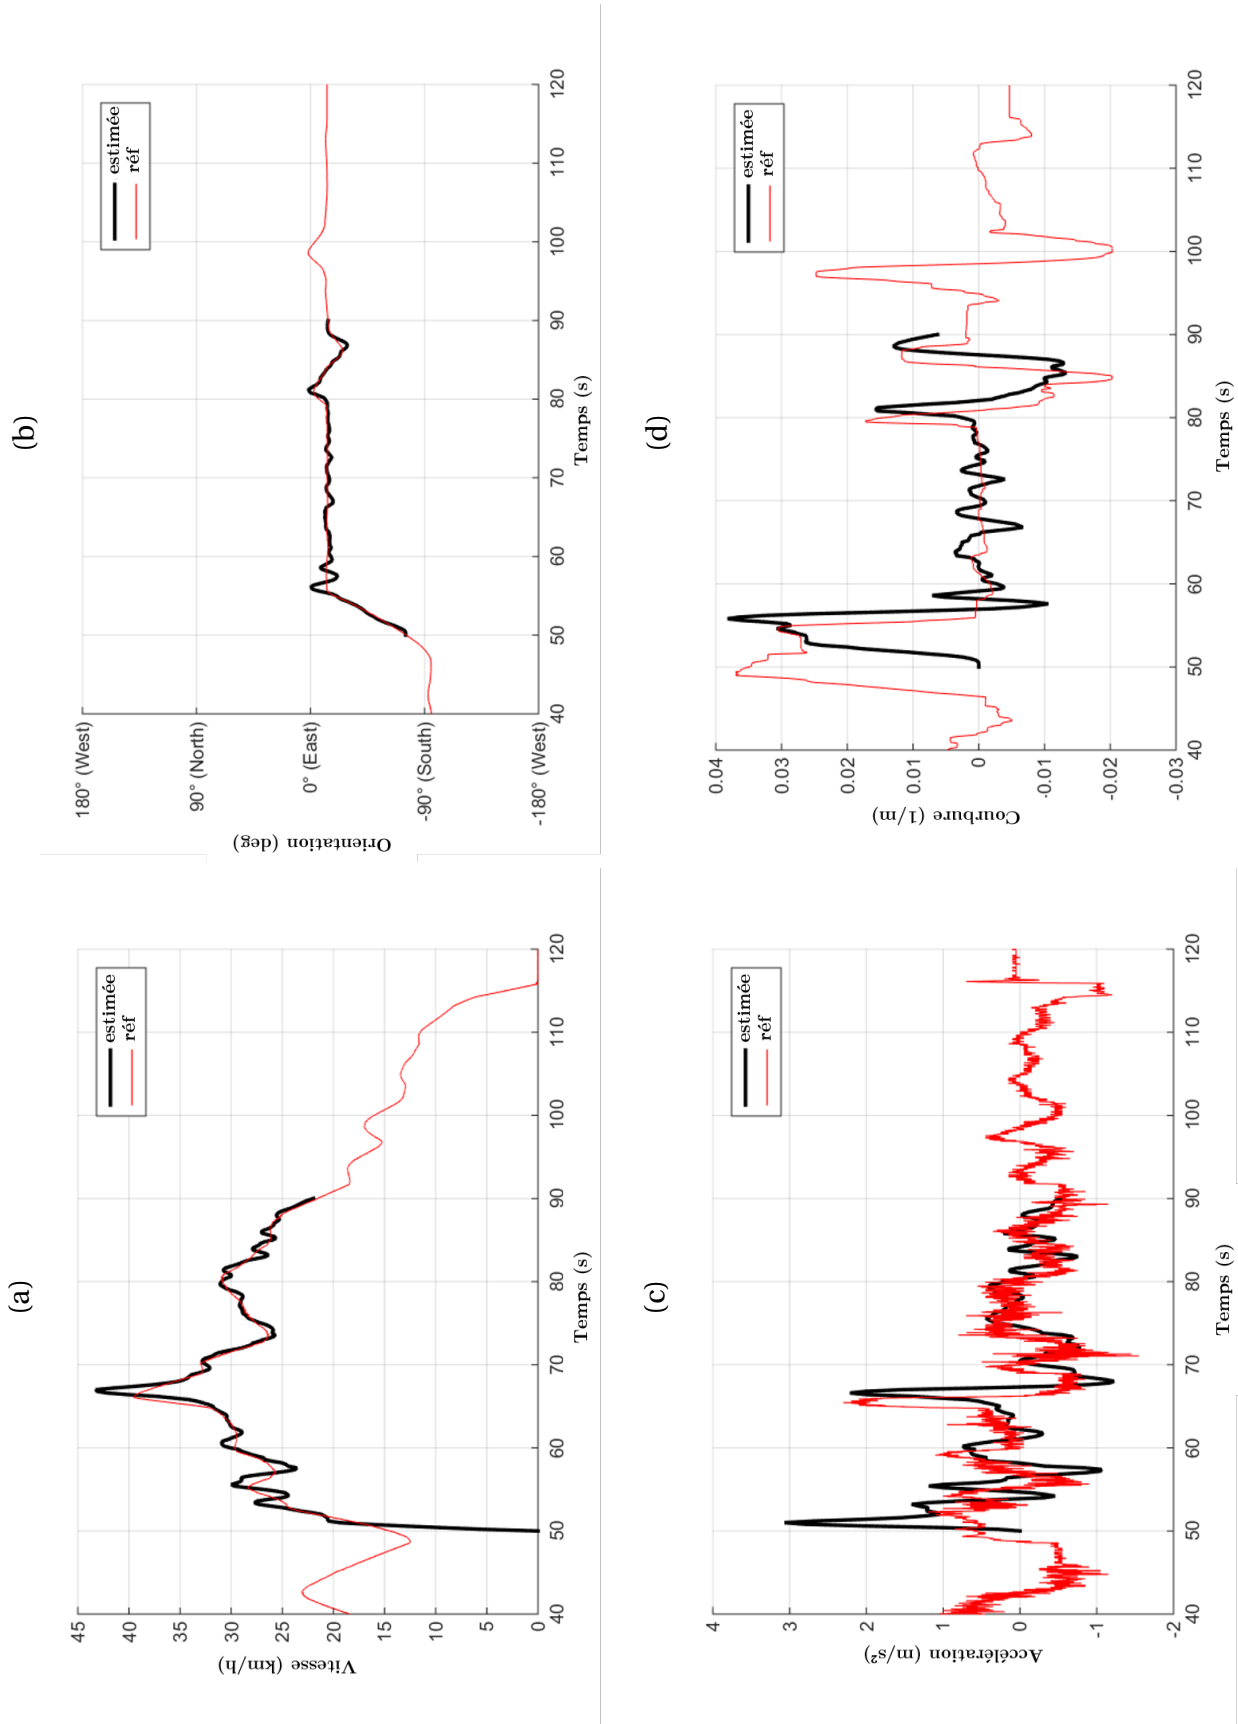 (a)
45
40
35
30
25
20
15
10
5
0
40
50
60
70
80
90
100
110
120
Vitesse (km/h)
Temps (s)
estimée
réf
(b)
180° (West)
90° (North)
0° (East)
-90° (South)
-180° (West)
40
50
60
70
80
90
100
110
120
Orientation (deg)
Temps (s)
estimée
réf
(c)
4
3
2
1
0
-1
-2
40
50
60
70
80
90
100
110
120
Accélération (m/s²)
Temps (s)
estimée
réf
(d)
0.04
0.03
0.02
0.01
0
-0.01
-0.02
-0.03
40
50
60
70
80
90
100
110
120
Courbure (1/m)
Temps (s)
estimée
réf